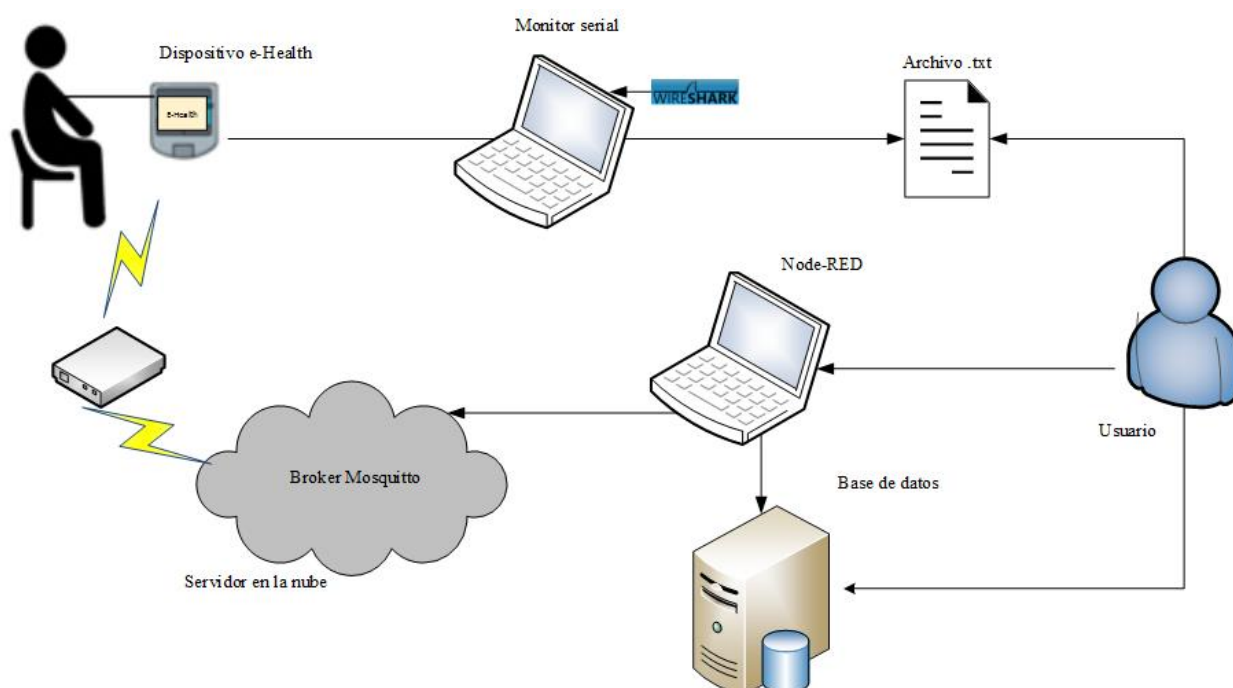 Monitor serial
Dispositivo e-Health
Archivo .txt
E-Health
WIRESHARK
Node-RED
Usuario
Broker Mosquitto
Base de datos
Servidor en la nube